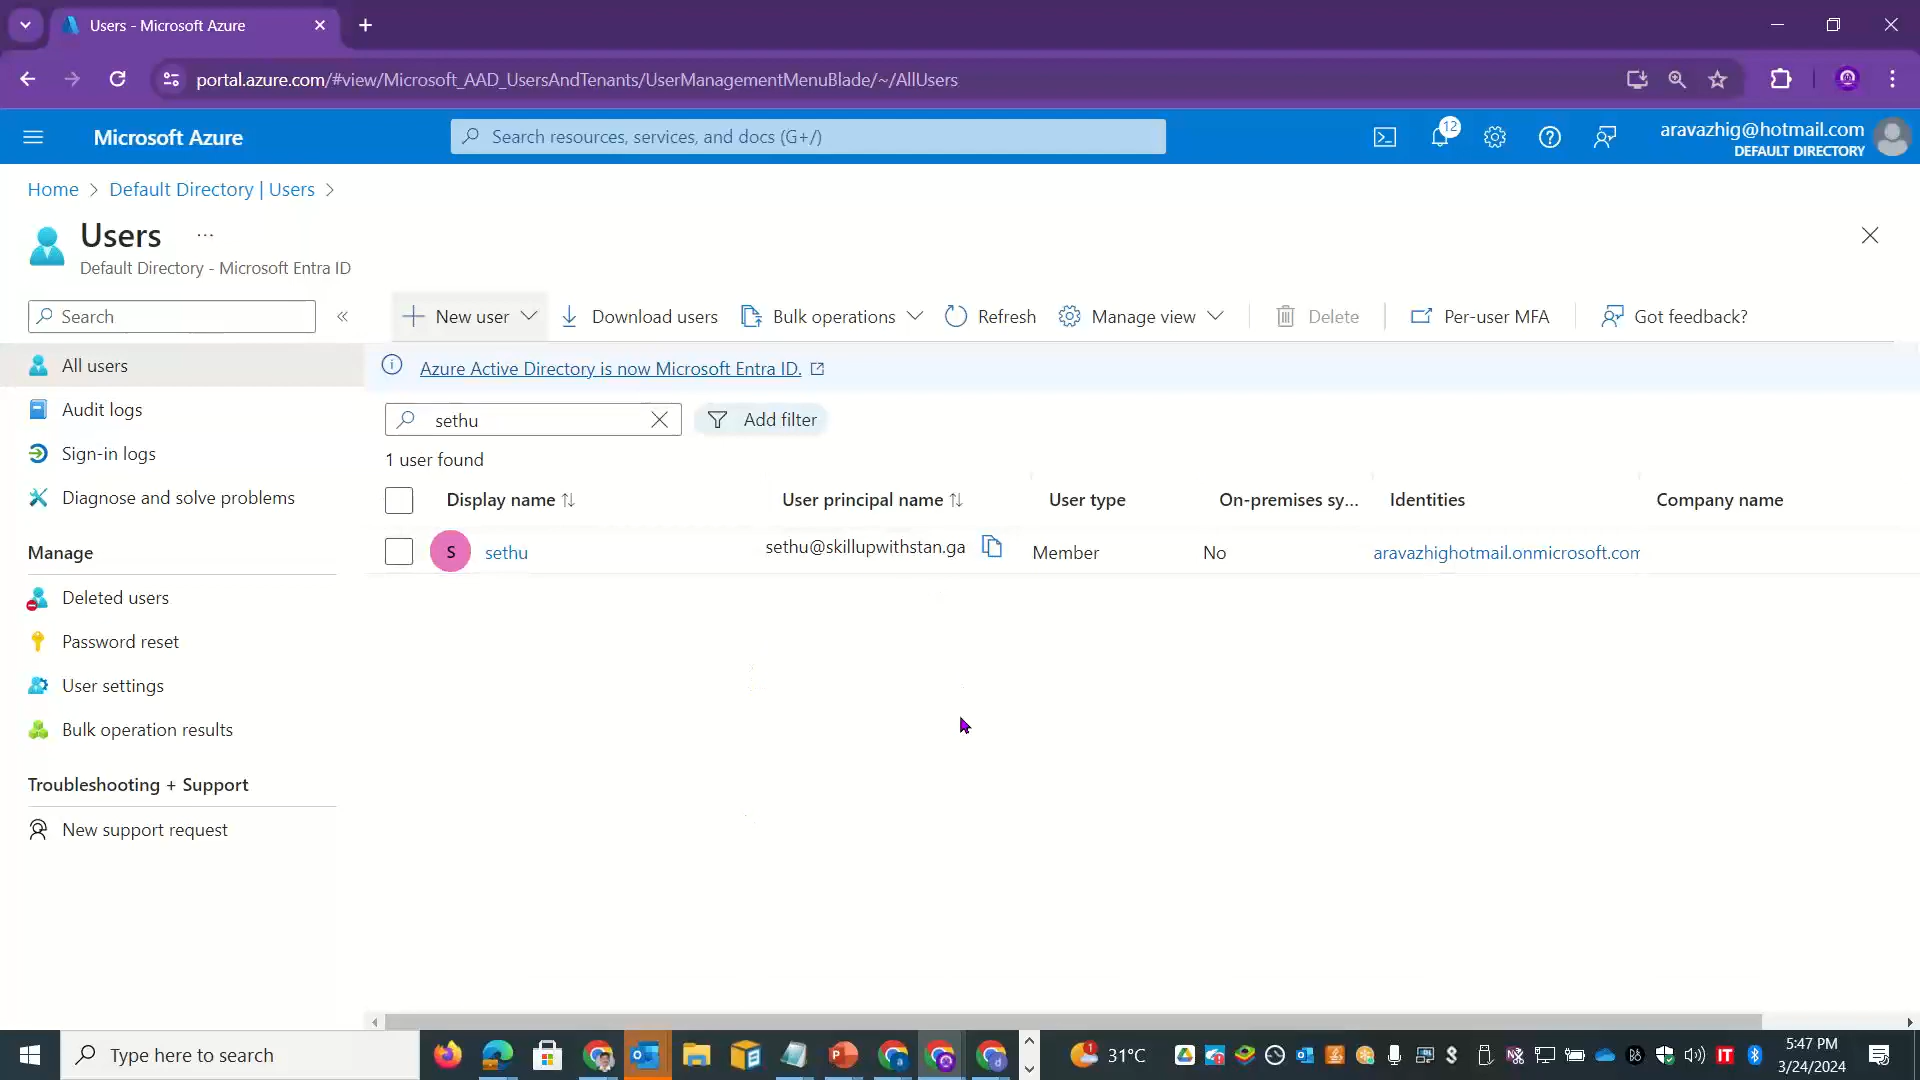 Users - Microsoft Azure
portal.azure.com/#view/Microsoft_AAD_UsersAndTenants/UserManagementMenuBlade/~/AllUsers
Microsoft Azure
Search resources, services, and docs (G+/)
12
aravazhig@hotmail.com
DEFAULT DIRECTORY
Home > Default Directory | Users >
Users ...
Default Directory - Microsoft Entra ID
Search
New user
Download users
Bulk operations
Refresh
Manage view
Delete
Per-user MFA
Got feedback?
All users
Audit logs
Sign-in logs
Diagnose and solve problems
Manage
Deleted users
Password reset
User settings
Bulk operation results
Troubleshooting + Support
New support request
Azure Active Directory is now Microsoft Entra ID.
sethu
Add filter
1 user found
Display name
User principal name
User type
On-premises sy...
Identities
Company name
S
sethu
sethu@skillupwithstan.ga
Member
No
aravazhighotmail.onmicrosoft.com
Type here to search
31°C
5:47 PM
3/24/2024